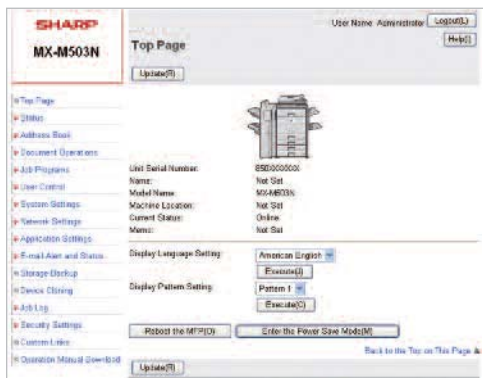 SHARP
MX-M503N
User Name: Administrator Logout(L)
Help(I)
Top Page
Update(R)
Top Page
Status
Address Book
Document Operations
Job Programs
User Control
System Settings
Network Settings
Application Settings
E-mail Alert and Status
Storage Backup
Device Cloning
Job Log
Security Settings
Custom Links
Operation Manual Download
Unit Serial Number:
Name: Not Set
Model Name: MX-M503N
Machine Location: Not Set
Current Status: Online
Memo: Not Set
Display Language Setting: American English
Execute(J)
Display Pattern Setting: Pattern 1
Execute(C)
Reboot the MFP(O) Enter the Power Save Mode(M)
Back to the Top on This Page
Update(R)